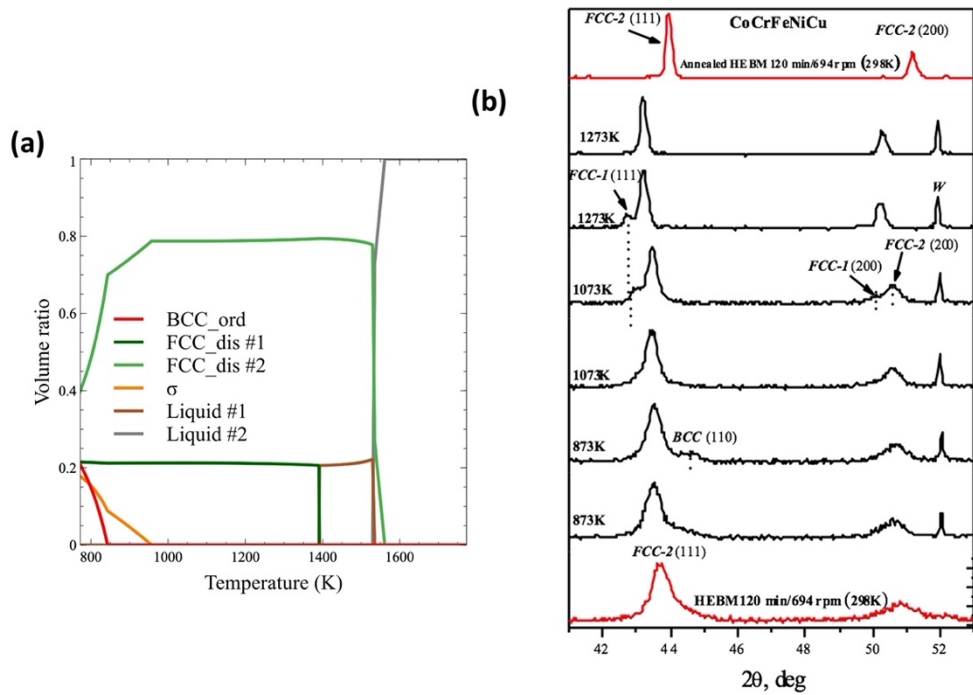 (a)
1
0.8
0.6
0.4
0.2
0
Volume ratio
BCC_ord
FCC_dis #1
FCC_dis #2
σ
Liquid #1
Liquid #2
800 1000 1200 1400 1600
Temperature (K)
(b)
CoCrFeNiCu
FCC-2 (111)
FCC-2 (200)
Annealed HEBM 120 min/694 rpm (298K)
1273K
FCC-1 (111)
1273K
W
FCC-2 (200)
FCC-1 (200)
1073K
1073K
BCC (110)
873K
873K
FCC-2 (111)
HEBM 120 min/694 rpm (298K)
42 44 46 48 50 52
2θ, deg